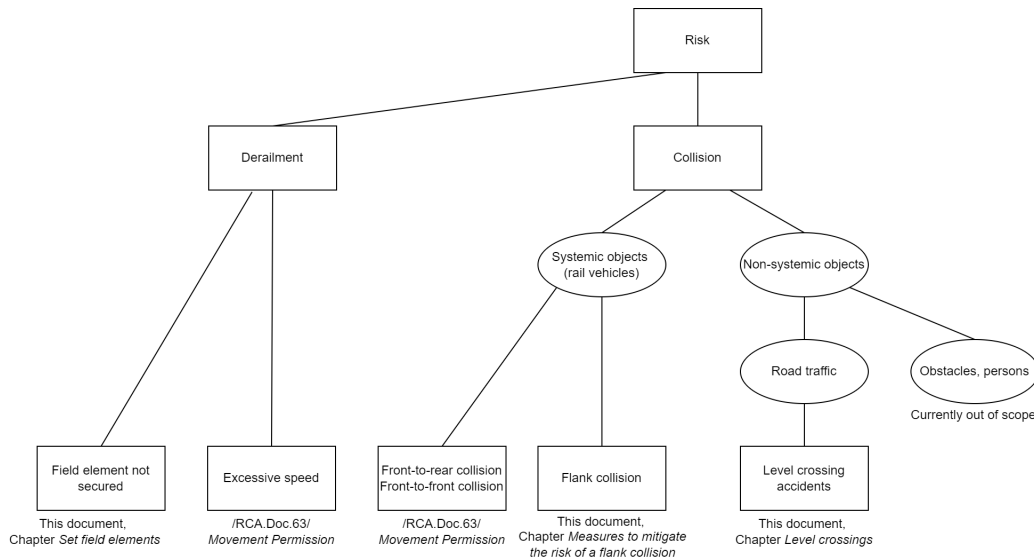 Risk
Derailment
Collision
Systemic objects
(rail vehicles)
Non-systemic objects
Road traffic
Obstacles, persons
Currently out of scope
Field element not
secured
This document,
Chapter Set field elements
Excessive speed
/RCA.Doc.63/
Movement Permission
Front-to-rear collision
Front-to-front collision
/RCA.Doc.63/
Movement Permission
Flank collision
This document,
Chapter Measures to mitigate
the risk of a flank collision
Level crossing
accidents
This document,
Chapter Level crossings